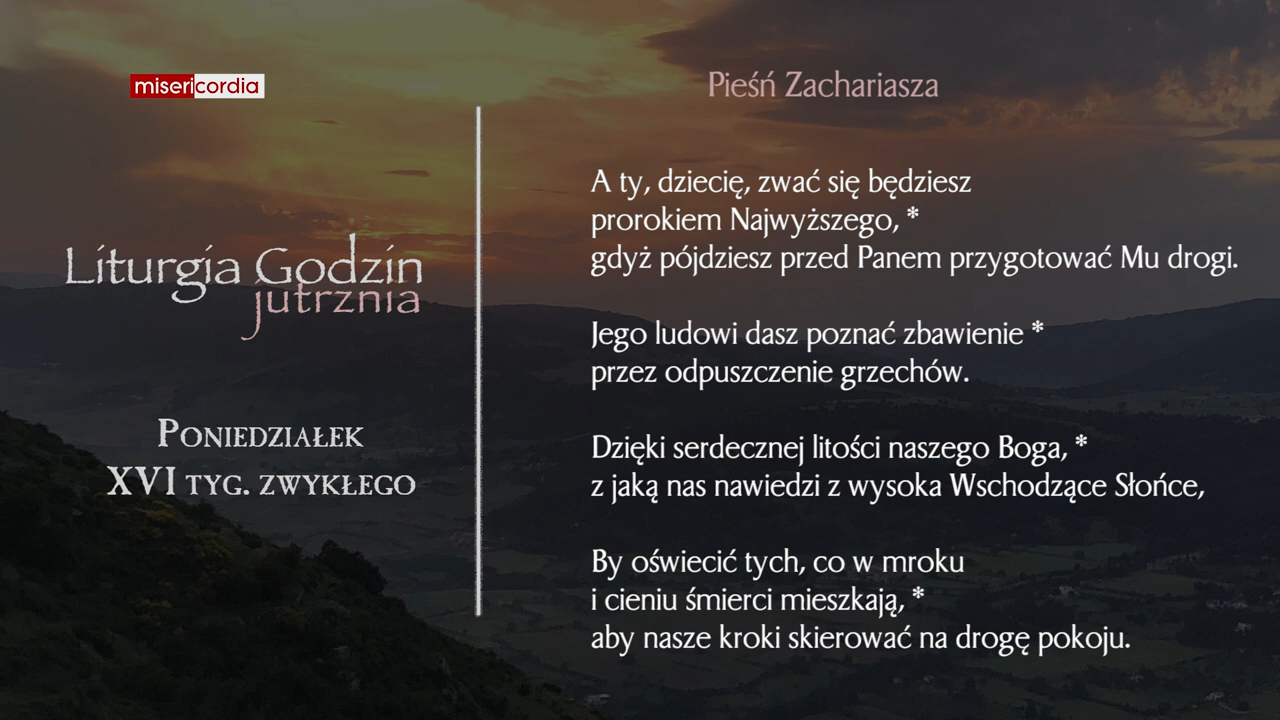 misericordia
Liturgia Godzin
jutrznia
Poniedziałek
XVI tyg. zwykłego
Pieśń Zachariasza
A ty, dziecię, zwać się będziesz
prorokiem Najwyższego, *
gdyż pójdziesz przed Panem przygotować Mu drogi.
Jego ludowi dasz poznać zbawienie *
przez odpuszczenie grzechów.
Dzięki serdecznej litości naszego Boga, *
z jaką nas nawiedzi z wysoka Wschodzące Słońce,
By oświecić tych, co w mroku
i cieniu śmierci mieszkają, *
aby nasze kroki skierować na drogę pokoju.